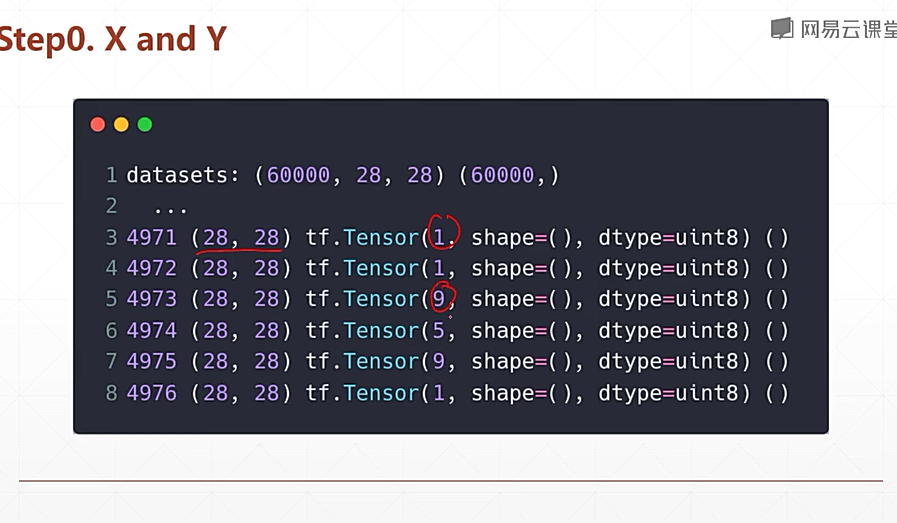 Step0. X and Y
网易云课堂
1 datasets: (60000, 28, 28) (60000,)
2 ...
3 4971 (28, 28) tf.Tensor(1, shape=(), dtype=uint8) ()
4 4972 (28, 28) tf.Tensor(1, shape=(), dtype=uint8) ()
5 4973 (28, 28) tf.Tensor(9, shape=(), dtype=uint8) ()
6 4974 (28, 28) tf.Tensor(5, shape=(), dtype=uint8) ()
7 4975 (28, 28) tf.Tensor(9, shape=(), dtype=uint8) ()
8 4976 (28, 28) tf.Tensor(1, shape=(), dtype=uint8) ()